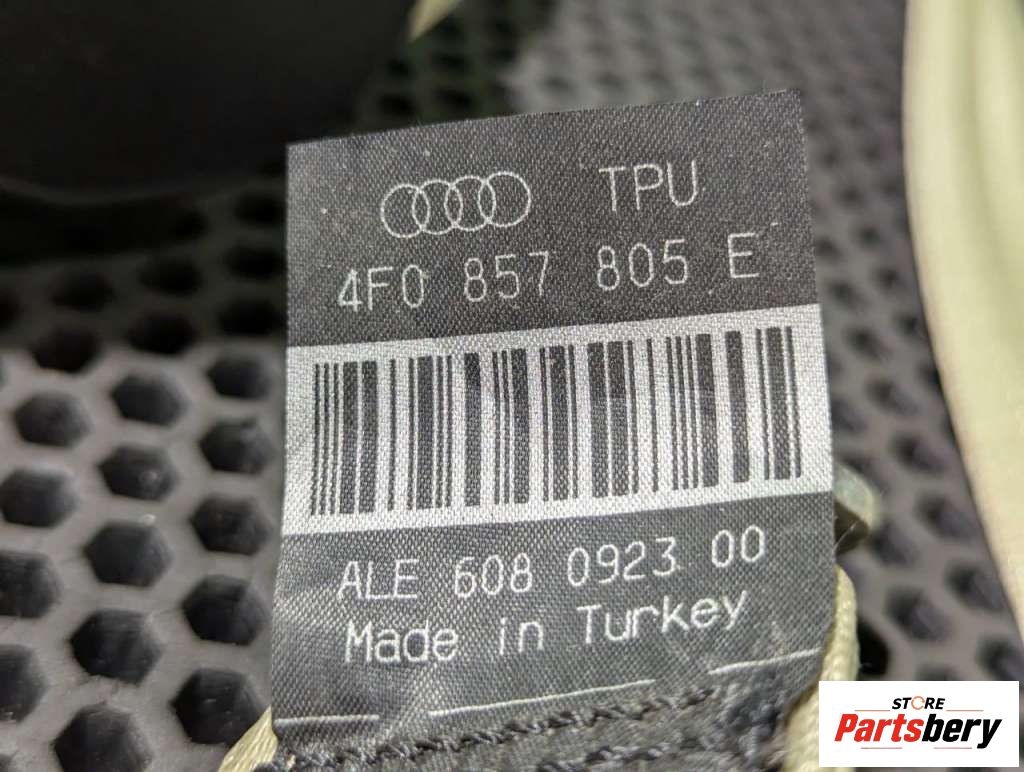 TPU
4F0 857 805 E
ALE 608 0923 00
Made in Turkey
STORE
Partsbery